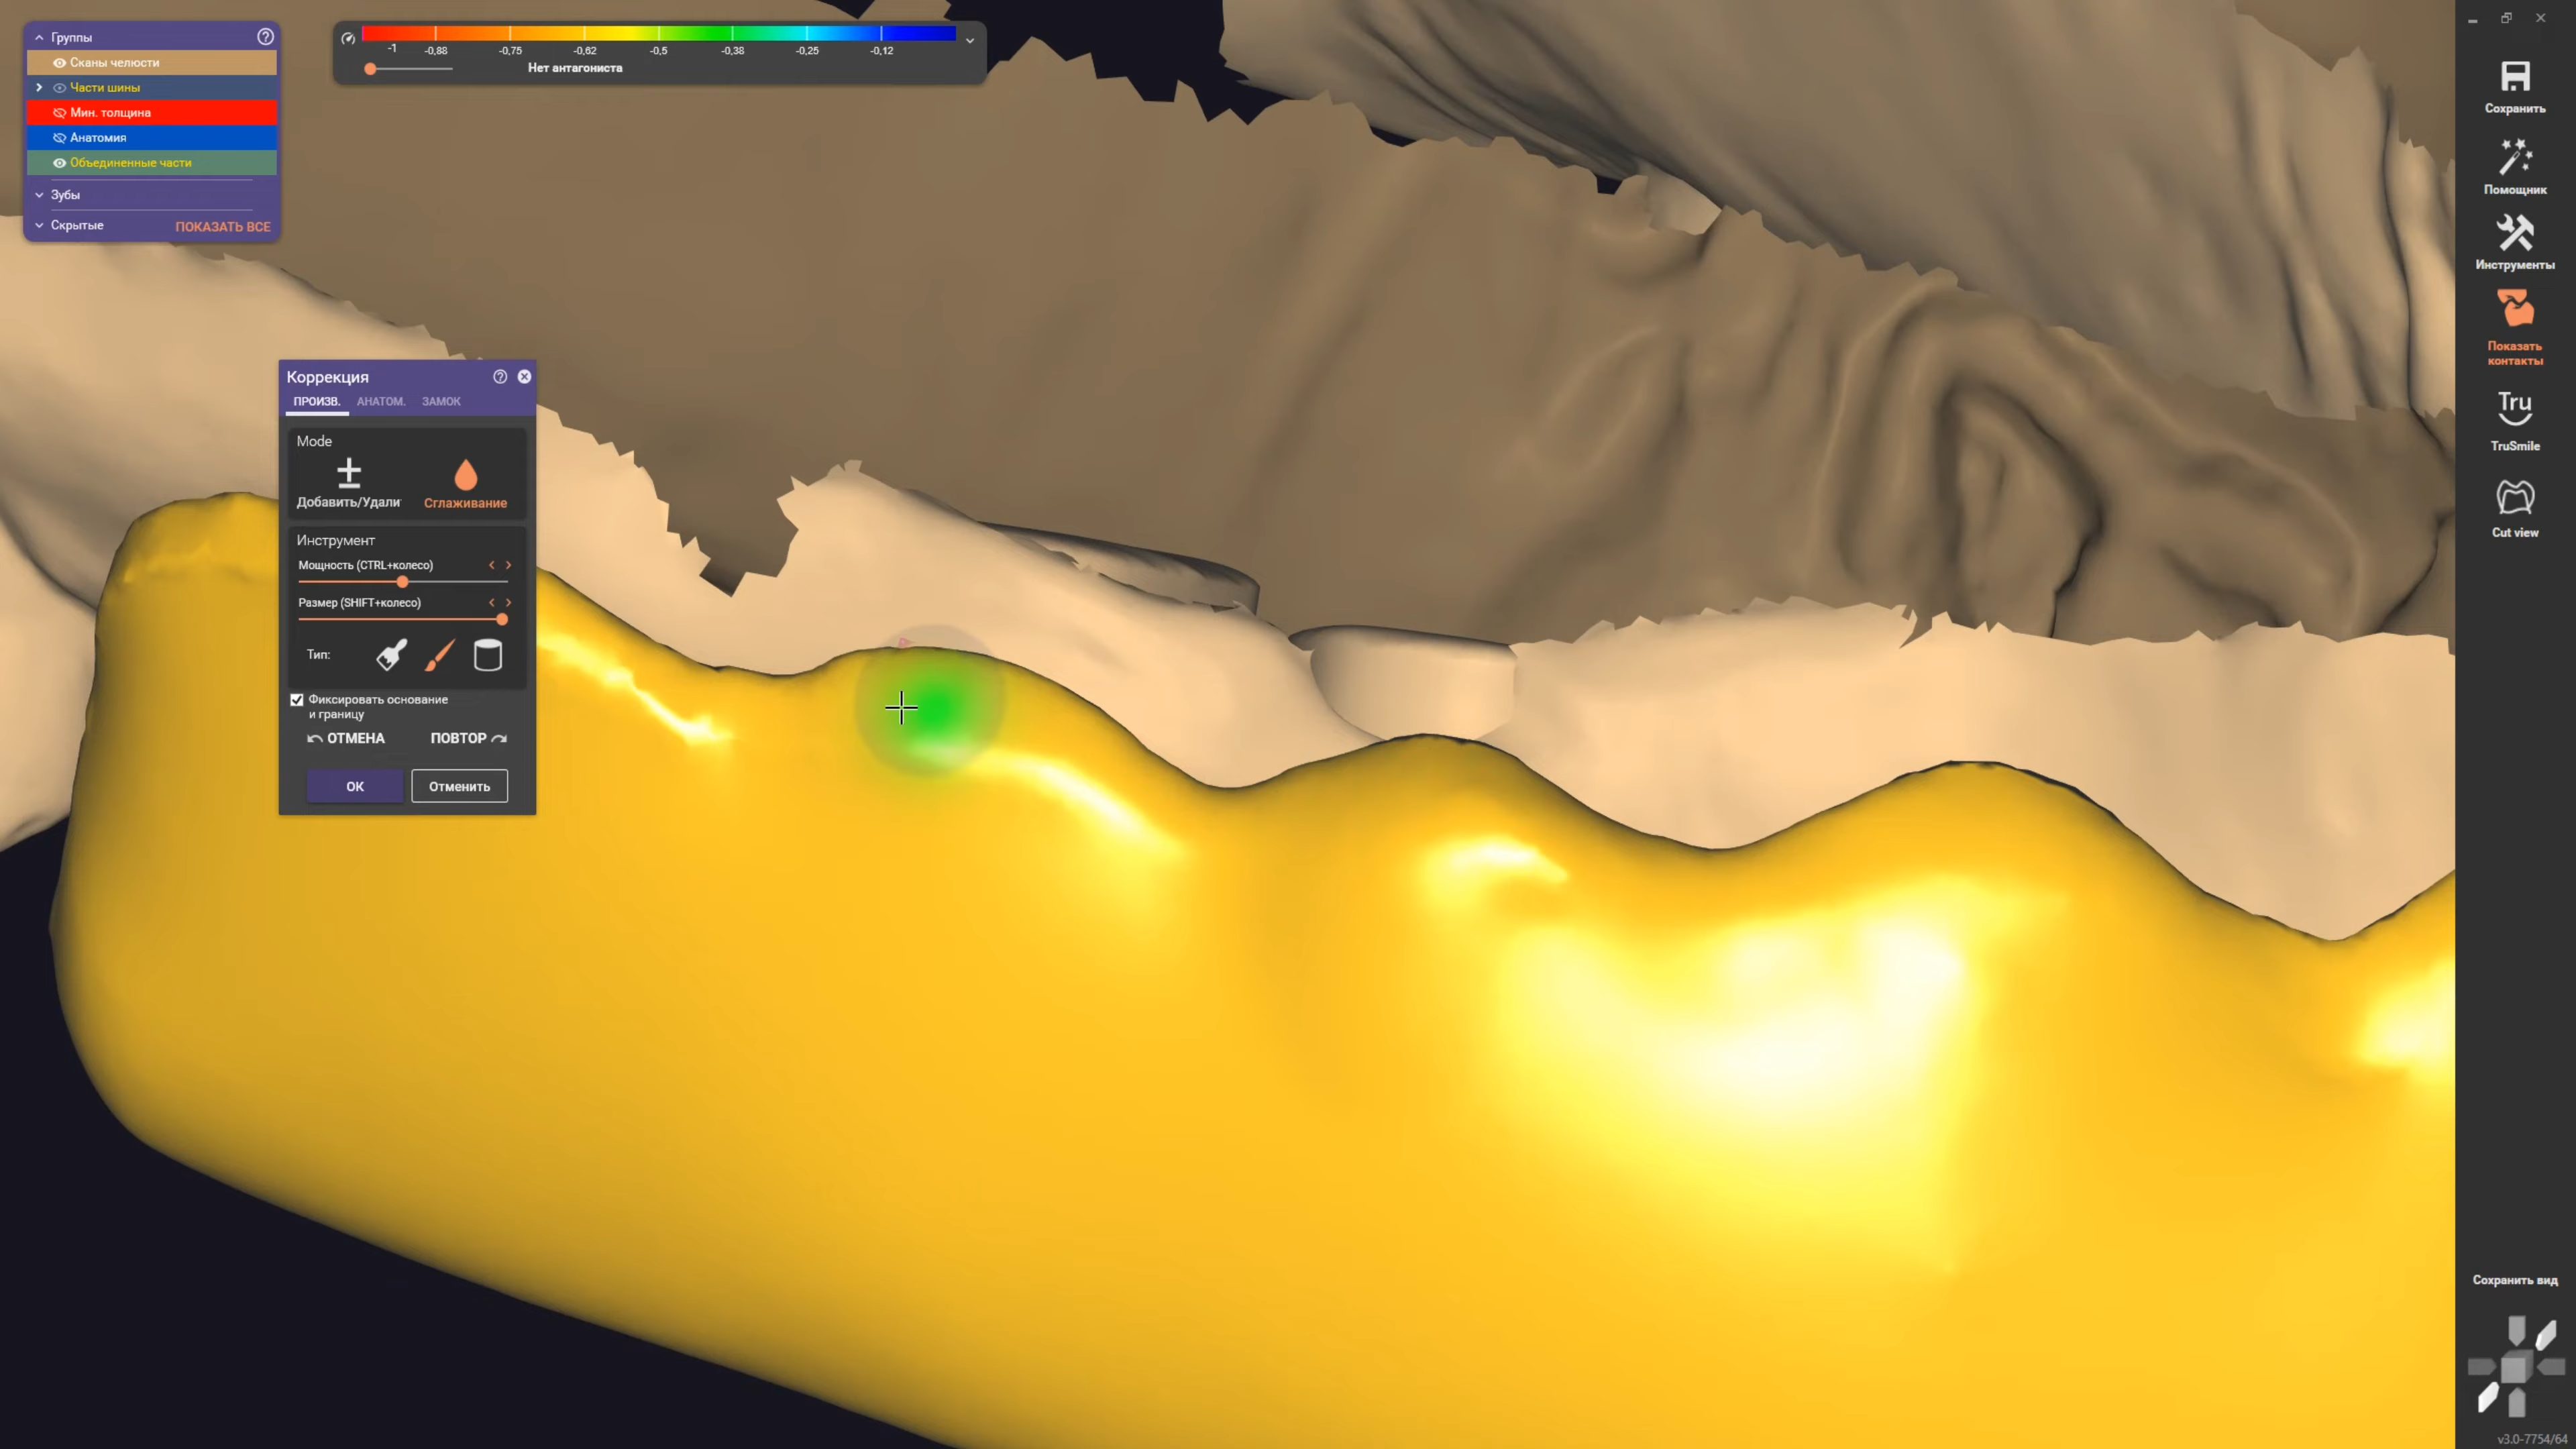 Группы
Сканы челюсти
Части шины
Мин. толщина
Анатомия
Объединенные части
Зубы
Скрытые ПОКАЗАТЬ ВСЕ
-1 -0,88 -0,75 -0,62 -0,5 -0,38 -0,25 -0,12
Нет антагониста
Коррекция
ПРОИЗВ. АНАТОМ. ЗАМОК
Mode
Добавить/Удали Сглаживание
Инструмент
Мощность (CTRL+колесо)
Размер (SHIFT+колесо)
Тип:
Фиксировать основание
и границу
ОТМЕНА ПОВТОР
ОК Отменить
Сохранить
Помощник
Инструменты
Показать
контакты
Tru
TruSmile
Cut view
Сохранить вид
v3.0-7754/64